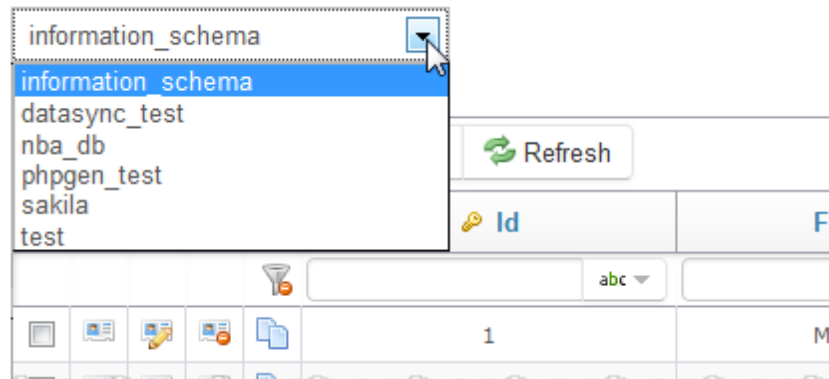 information_schema
information_schema
datasync_test
nba_db
phpgen_test
sakila
test
Refresh
Id
F
abc
1
M